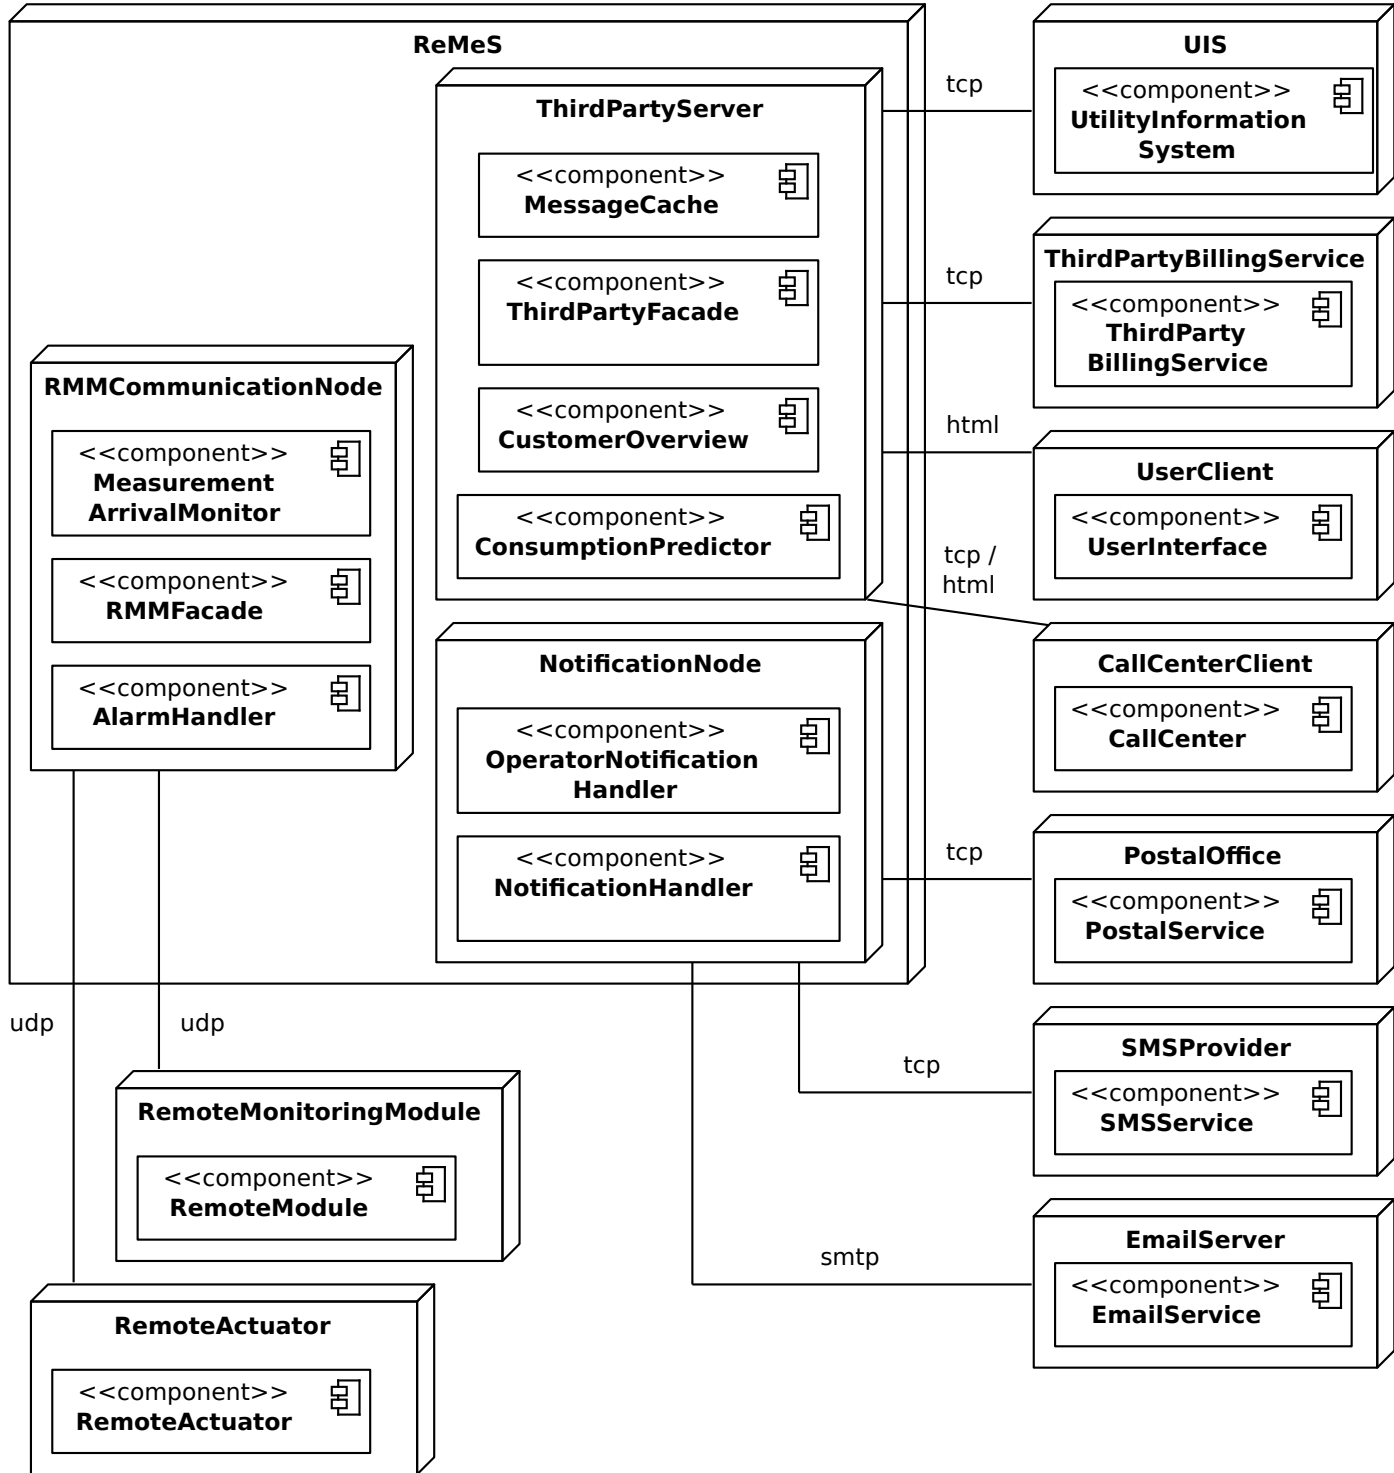 ReMeS
ThirdPartyServer
<<component>>
MessageCache
<<component>>
ThirdPartyFacade
<<component>>
CustomerOverview
<<component>>
ConsumptionPredictor
RMMCommunicationNode
<<component>>
Measurement
ArrivalMonitor
<<component>>
RMMFacade
<<component>>
AlarmHandler
NotificationNode
<<component>>
OperatorNotification
Handler
<<component>>
NotificationHandler
tcp
UIS
<<component>>
UtilityInformation
System
tcp
ThirdPartyBillingService
<<component>>
ThirdParty
BillingService
html
UserClient
<<component>>
UserInterface
tcp /
html
CallCenterClient
<<component>>
CallCenter
tcp
PostalOffice
<<component>>
PostalService
tcp
SMSProvider
<<component>>
SMSService
smtp
EmailServer
<<component>>
EmailService
udp
udp
RemoteMonitoringModule
<<component>>
RemoteModule
RemoteActuator
<<component>>
RemoteActuator